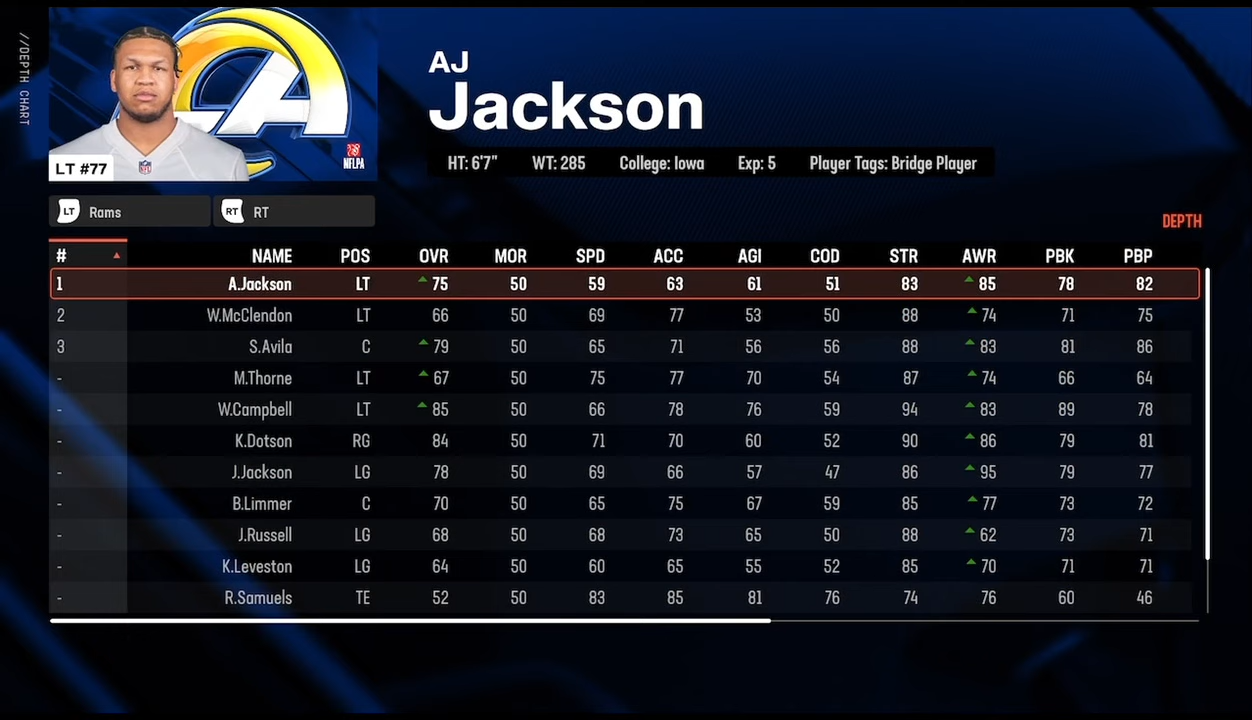 //DEPTH CHART
LA
NFLPA
NFL
LT #77
AJ
Jackson
HT: 6'7" WT: 285 College: Iowa Exp: 5 Player Tags: Bridge Player
LT Rams RT RT
DEPTH
# NAME POS OVR MOR SPD ACC AGI COD STR AWR PBK PBP
1 A.Jackson LT 75 50 59 63 61 51 83 85 78 82
2 W.McClendon LT 66 50 69 77 53 50 88 74 71 75
3 S.Avila C 79 50 65 71 56 56 88 83 81 86
- M.Thorne LT 67 50 75 77 70 54 87 74 66 64
- W.Campbell LT 85 50 66 78 76 59 94 83 89 78
- K.Dotson RG 84 50 71 70 60 52 90 86 79 81
- J.Jackson LG 78 50 69 66 57 47 86 95 79 77
- B.Limmer C 70 50 65 75 67 59 85 77 73 72
- J.Russell LG 68 50 68 73 65 50 88 62 73 71
- K.Leveston LG 64 50 60 65 55 52 85 70 71 71
- R.Samuels TE 52 50 83 85 81 76 74 76 60 46